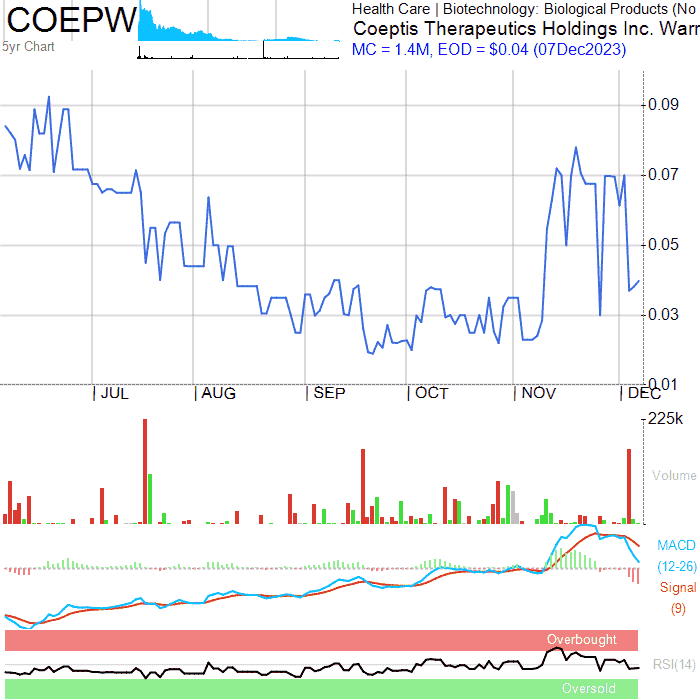 COEPW
5yr Chart
Health Care | Biotechnology: Biological Products (No
Coeptis Therapeutics Holdings Inc. Warr
MC = 1.4M, EOD = $0.04 (07Dec2023)
0.09
0.07
0.05
0.03
0.01
JUL AUG SEP OCT NOV DEC
225k
Volume
MACD
(12-26)
Signal
(9)
Overbought
RSI(14)
Oversold